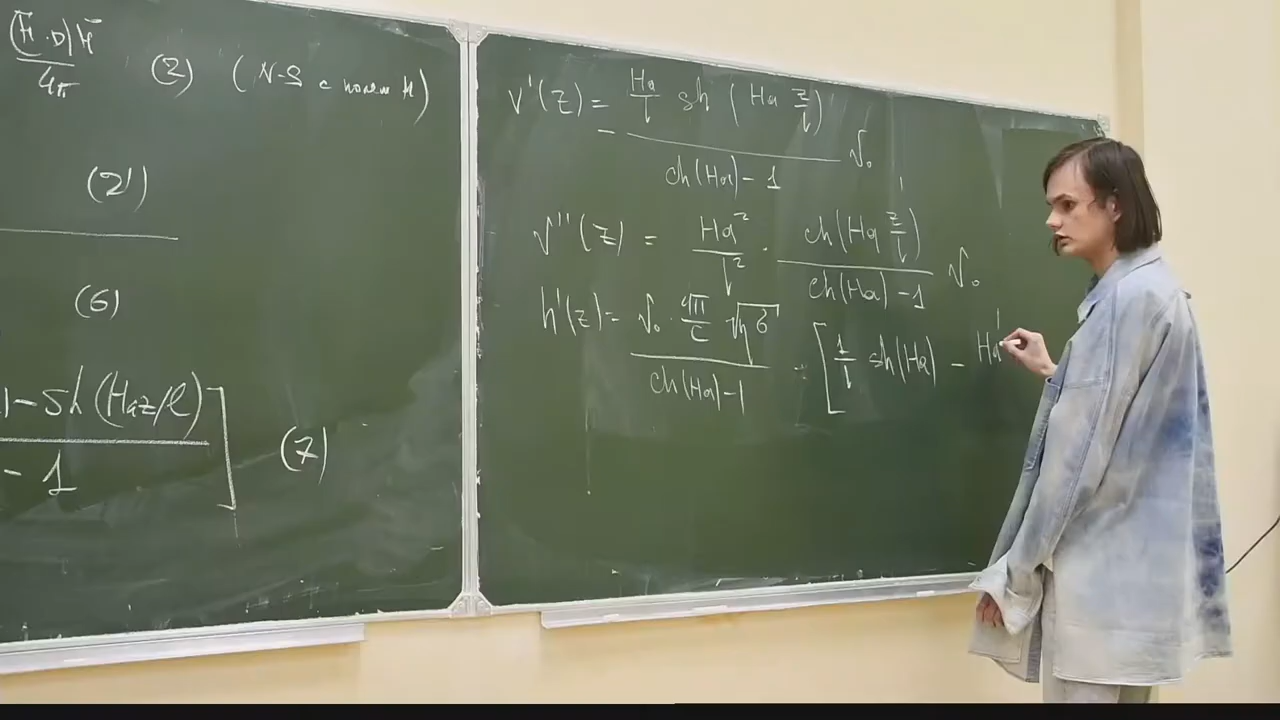 (H̄·∇)H̄
4π
(2) (N-S с полем H)
(2')
(6)
1 - sh(Haz/l) ]
- 1
(7)
v'(z) = - Ha/l sh (Ha z/l) / ch(Ha) - 1 v₀
v''(z) = Ha²/l² · ch(Ha z/l) / ch(Ha) - 1 v₀
h'(z) = v₀ · 4π/c √ησ / ch(Ha) - 1 · [ 1/l sh(Ha) - Ha